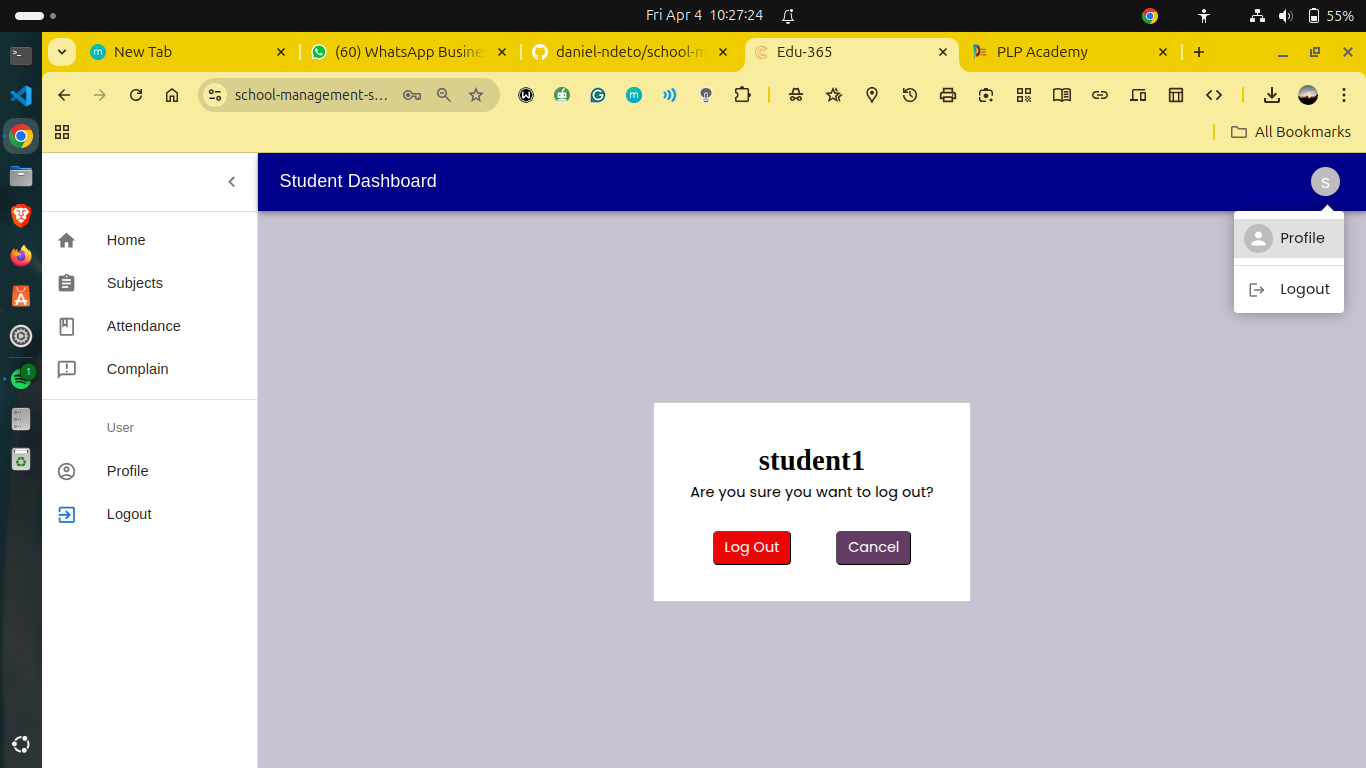 Fri Apr 4 10:27:24
55%
New Tab
(60) WhatsApp Busine
daniel-ndeto/school-m
Edu-365
PLP Academy
school-management-s...
All Bookmarks
Student Dashboard
S
Profile
Logout
Home
Subjects
Attendance
Complain
User
Profile
Logout
student1
Are you sure you want to log out?
Log Out
Cancel
1